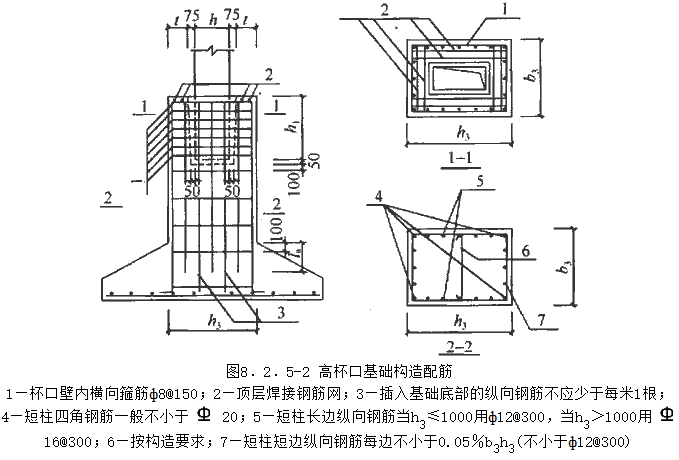 t 75 h 75 t
2
1 1
h₁
50
100
50 50
1
2 2
100
lₐ
h₃
3
2 1
b₃
h₃
1-1
4 5
6
b₃
h₃
7
2-2
图8．2．5-2 高杯口基础构造配筋
1—杯口壁内横向箍筋ф8@150；2—顶层焊接钢筋网；3—插入基础底部的纵向钢筋不应少于每米1根；
4—短柱四角钢筋一般不小于 Φ 20；5—短柱长边纵向钢筋当h₃≤1000用ф12@300，当h₃＞1000用 Φ
16@300；6—按构造要求；7—短柱短边纵向钢筋每边不小于0.05％b₃h₃(不小于ф12@300)